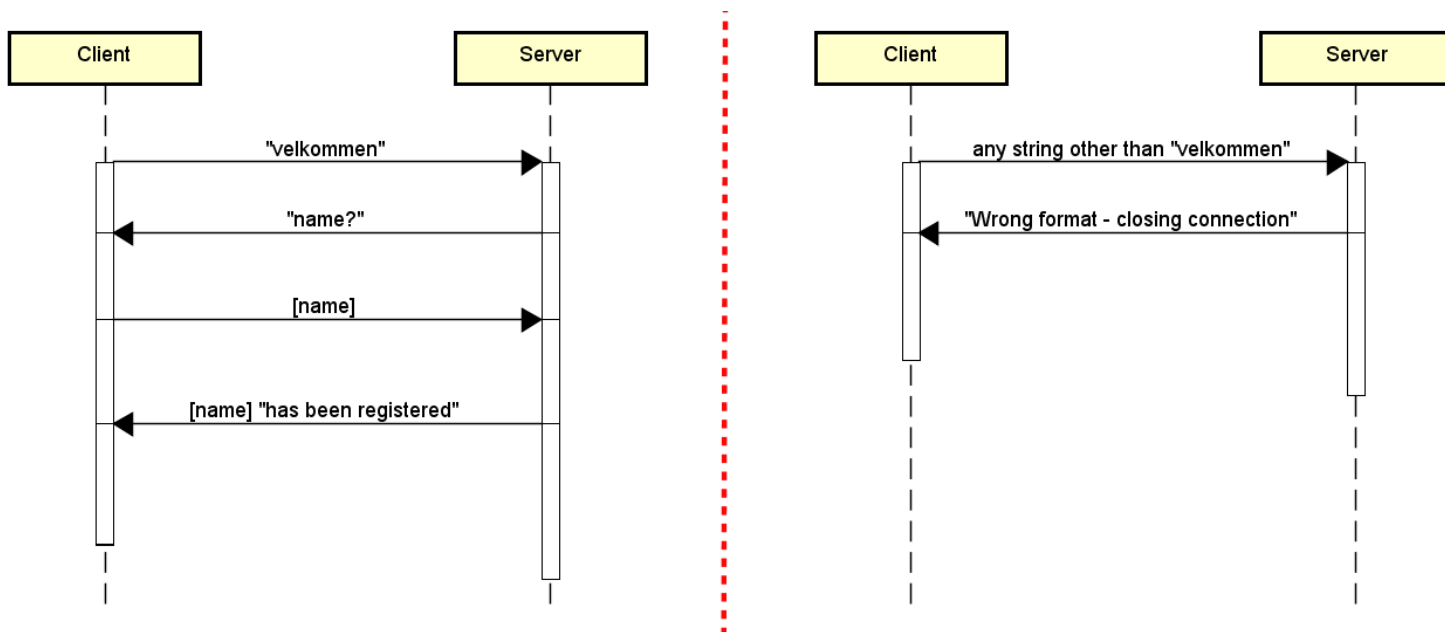 Client
Server
"velkommen"
"name?"
[name]
[name] "has been registered"
Client
Server
any string other than "velkommen"
"Wrong format - closing connection"